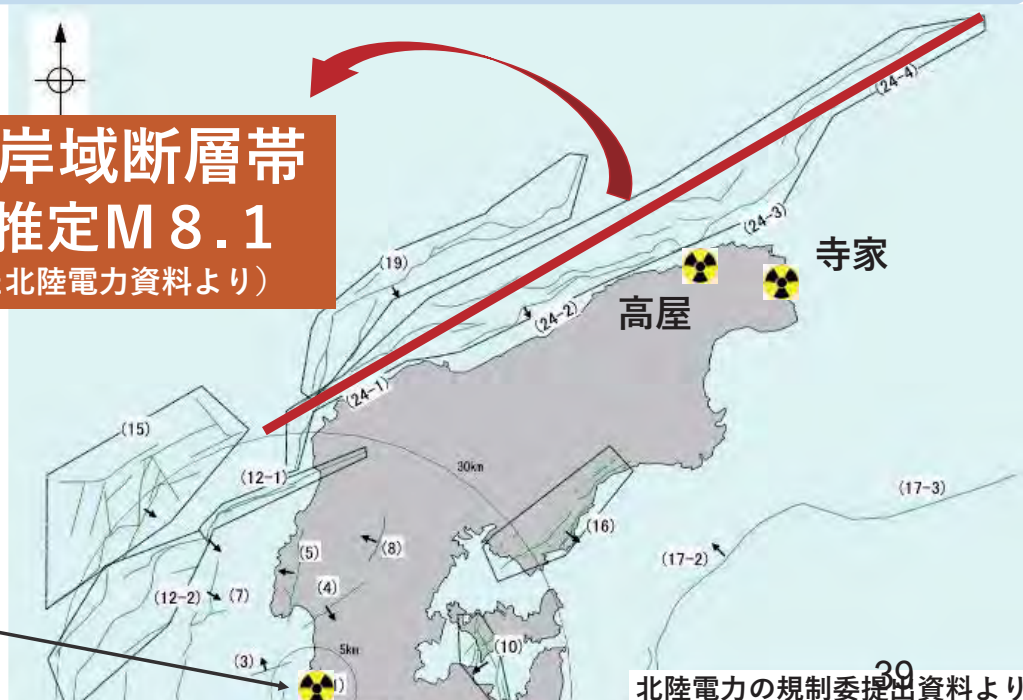 岸域断層帯
推定M8.1
北陸電力資料より）
(24-4)
(24-3)
(19)
寺家
高屋
(24-2)
(24-1)
(15)
30km
(12-1)
(17-3)
(16)
(8)
(5)
(17-2)
(4)
(12-2)
(7)
5km
(10)
(3)
39
北陸電力の規制委提出資料より